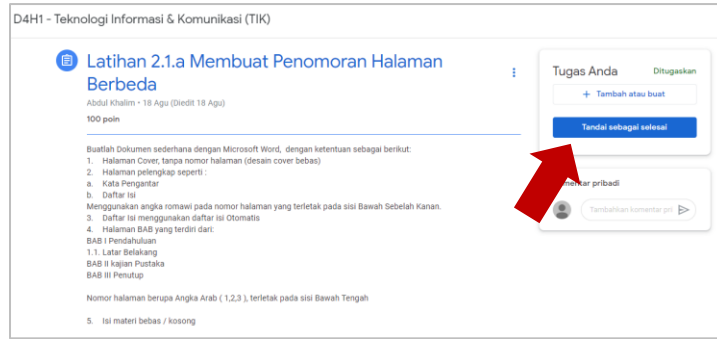 D4H1 - Teknologi Informasi & Komunikasi (TIK)
Latihan 2.1.a Membuat Penomoran Halaman
Berbeda
Abdul Khalim • 18 Agu (Diedit 18 Agu)
100 poin
Buatlah Dokumen sederhana dengan Microsoft Word, dengan ketentuan sebagai berikut:
1. Halaman Cover, tanpa nomor halaman (desain cover bebas)
2. Halaman pelengkap seperti :
a. Kata Pengantar
b. Daftar Isi
Menggunakan angka romawi pada nomor halaman yang terletak pada sisi Bawah Sebelah Kanan.
3. Daftar Isi menggunakan daftar isi Otomatis
4. Halaman BAB yang terdiri dari:
BAB I Pendahuluan
1.1. Latar Belakang
BAB II kajian Pustaka
BAB III Penutup
Nomor halaman berupa Angka Arab ( 1,2,3 ), terletak pada sisi Bawah Tengah
5. Isi materi bebas / kosong
Tugas Anda
Ditugaskan
+ Tambah atau buat
Tandai sebagai selesai
mentar pribadi
Tambahkan komentar pri